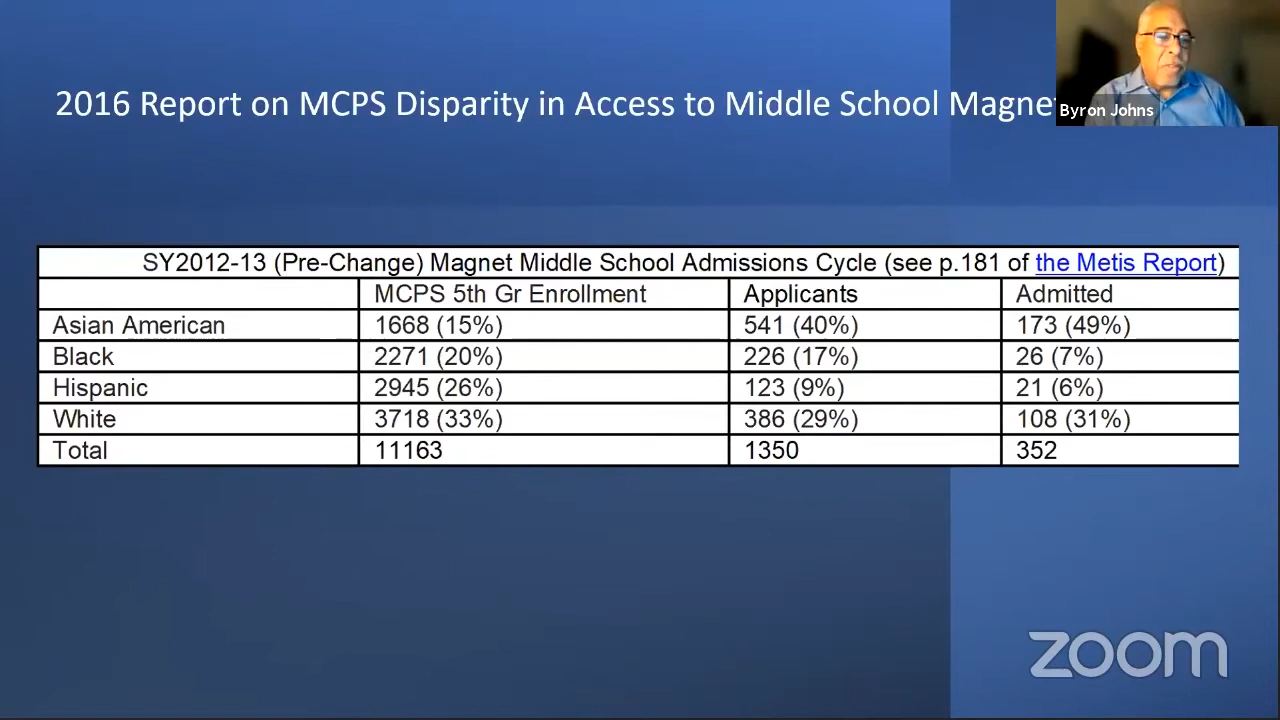 2016 Report on MCPS Disparity in Access to Middle School Magnet
Byron Johns
SY2012-13 (Pre-Change) Magnet Middle School Admissions Cycle (see p.181 of the Metis Report)
MCPS 5th Gr Enrollment Applicants Admitted
Asian American 1668 (15%) 541 (40%) 173 (49%)
Black 2271 (20%) 226 (17%) 26 (7%)
Hispanic 2945 (26%) 123 (9%) 21 (6%)
White 3718 (33%) 386 (29%) 108 (31%)
Total 11163 1350 352
zoom